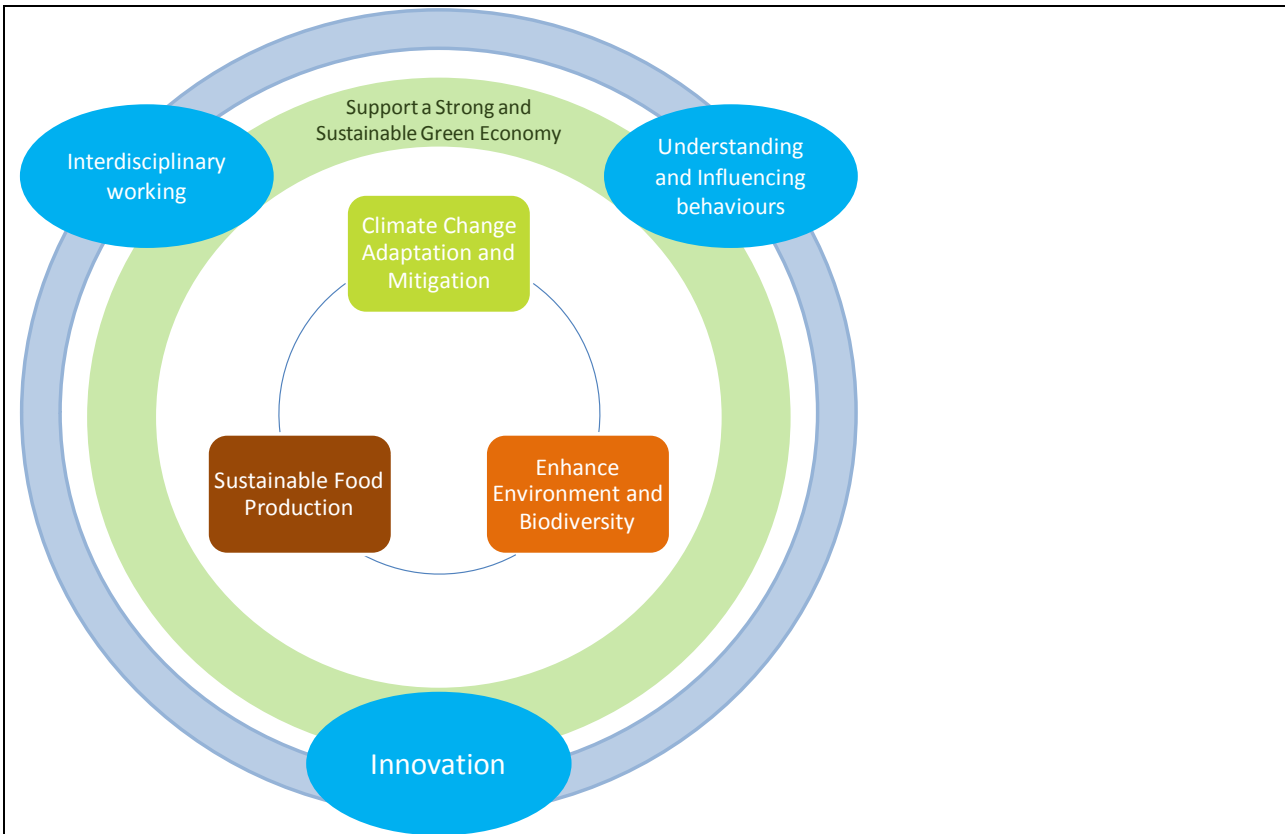 Support a Strong and
Sustainable Green Economy
Interdisciplinary
working
Understanding
and Influencing
behaviours
Climate Change
Adaptation and
Mitigation
Sustainable Food
Production
Enhance
Environment and
Biodiversity
Innovation